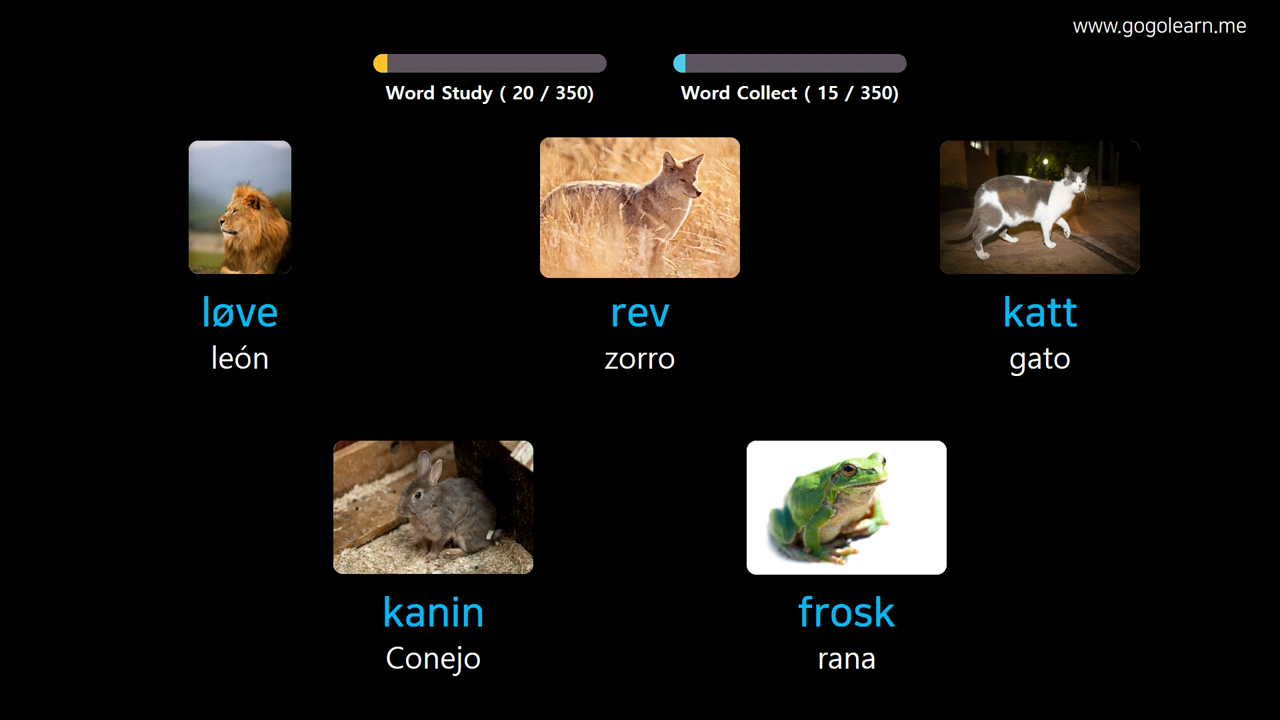 www.gogolearn.me
Word Study ( 20 / 350)
Word Collect ( 15 / 350)
løve
león
rev
zorro
katt
gato
kanin
Conejo
frosk
rana